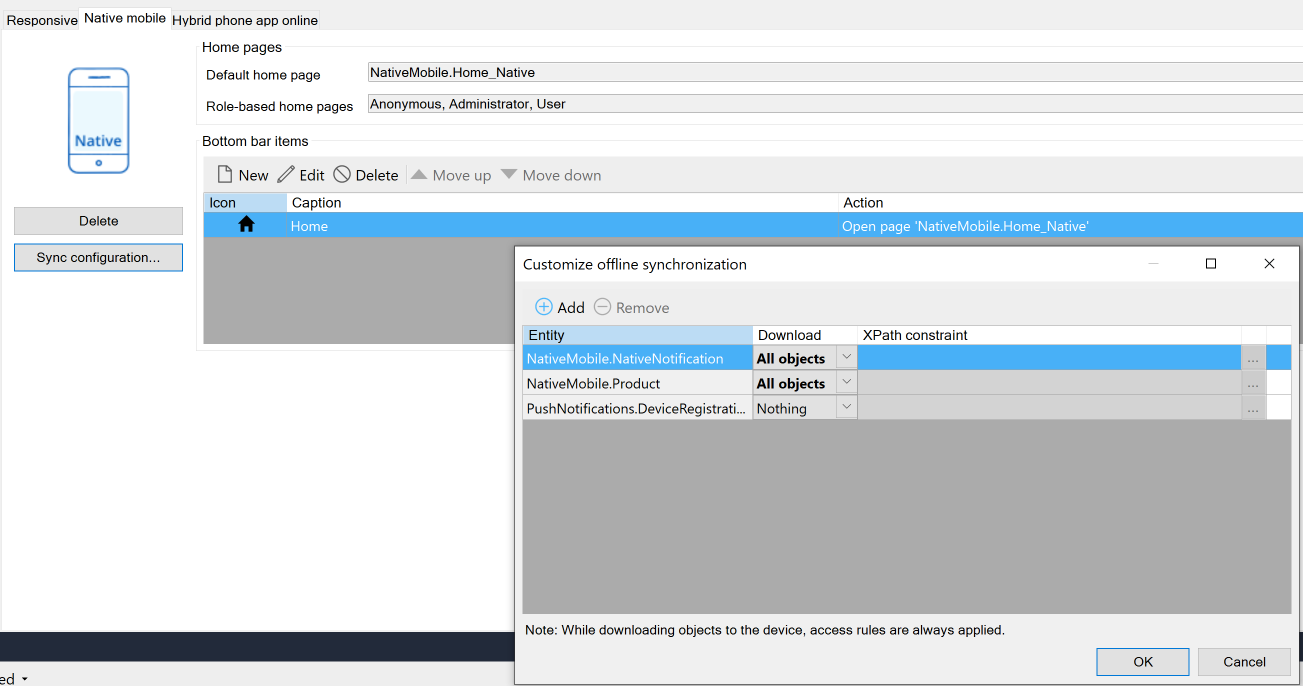 Responsive Native mobile Hybrid phone app online
Home pages
Default home page NativeMobile.Home_Native
Role-based home pages Anonymous, Administrator, User
Native
Bottom bar items
New Edit Delete Move up Move down
Icon Caption Action
Home Open page 'NativeMobile.Home_Native'
Delete
Sync configuration...
Customize offline synchronization
Add Remove
Entity Download XPath constraint
NativeMobile.NativeNotification All objects ...
NativeMobile.Product All objects ...
PushNotifications.DeviceRegistrati... Nothing ...
Note: While downloading objects to the device, access rules are always applied.
OK Cancel
ed